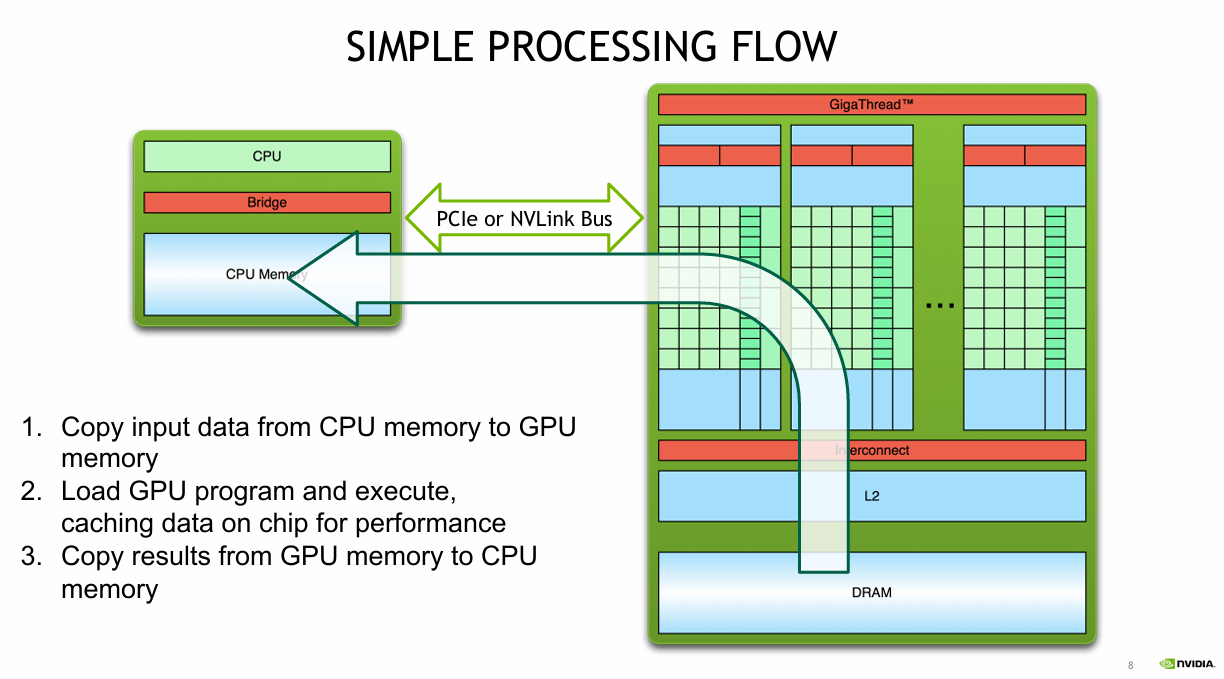 SIMPLE PROCESSING FLOW
GigaThread™
CPU
Bridge
PCIe or NVLink Bus
CPU Memory
...
1. Copy input data from CPU memory to GPU
memory
2. Load GPU program and execute,
caching data on chip for performance
3. Copy results from GPU memory to CPU
memory
Interconnect
L2
DRAM
8
NVIDIA.